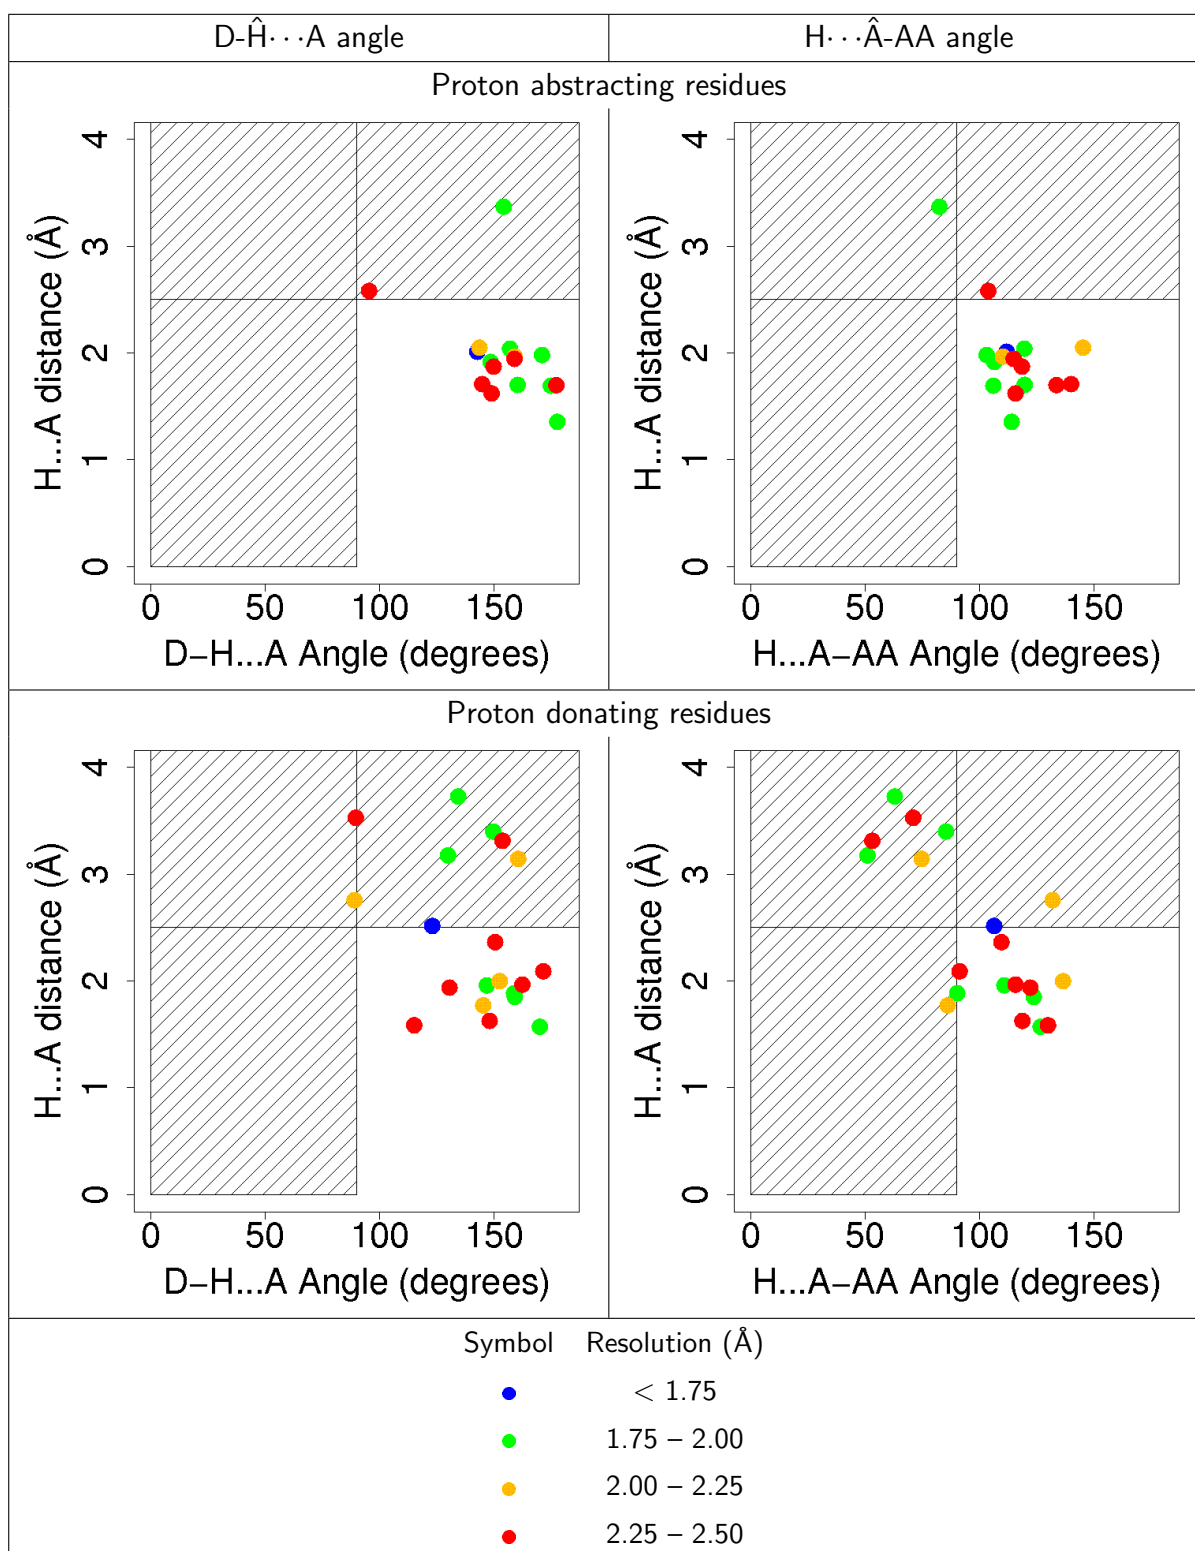 D-Ĥ···A angle H···Â-AA angle
Proton abstracting residues
H...A distance (Å)
4
3
2
1
0
0 50 100 150
D–H...A Angle (degrees)
H...A distance (Å)
4
3
2
1
0
0 50 100 150
H...A–AA Angle (degrees)
Proton donating residues
H...A distance (Å)
4
3
2
1
0
0 50 100 150
D–H...A Angle (degrees)
H...A distance (Å)
4
3
2
1
0
0 50 100 150
H...A–AA Angle (degrees)
Symbol Resolution (Å)
< 1.75
1.75 – 2.00
2.00 – 2.25
2.25 – 2.50